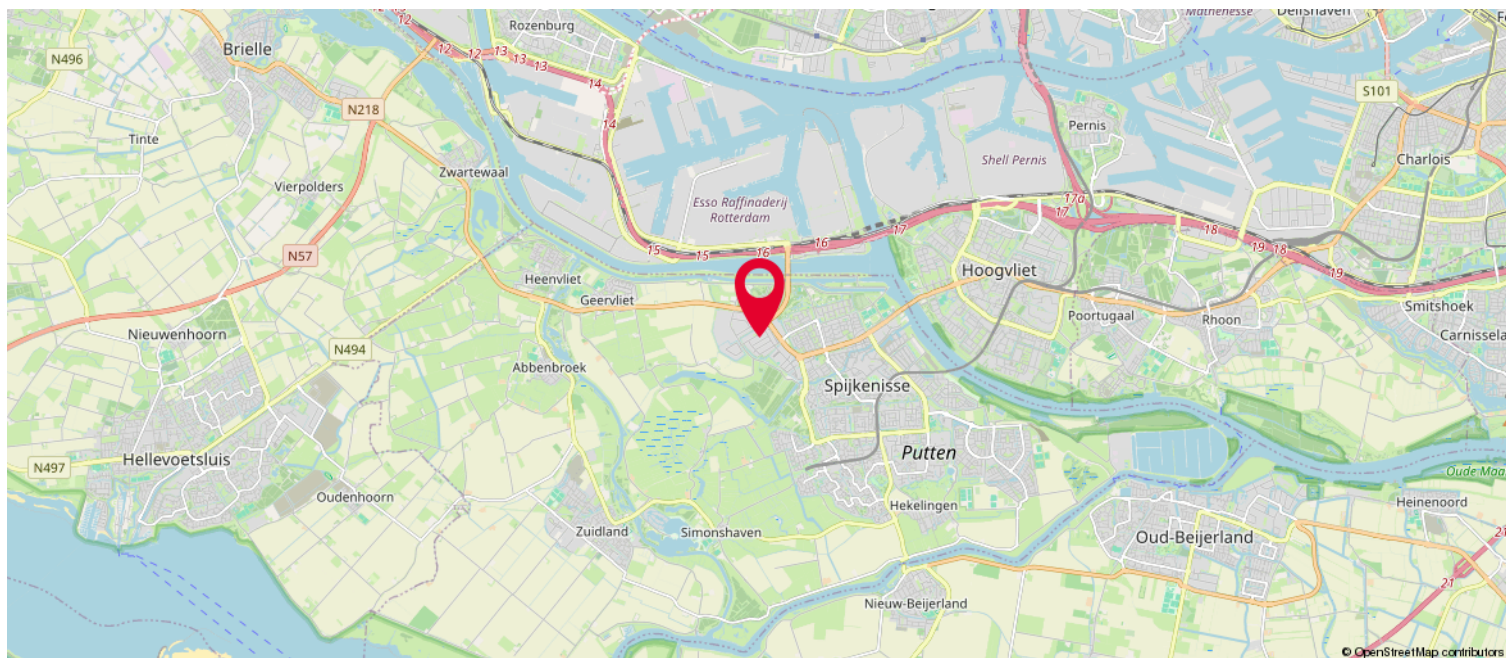 Rozenburg
Mathenesse
Delfshaven
Brielle
N496
12
12
12
13
13
14
N218
S101
14
Tinte
Pernis
Zwartewaal
Shell Pernis
Charlois
Vierpolders
Esso Raffinaderij
Rotterdam
17a
17
17
18
19
18
15
15
16
16
19
N57
Heenvliet
Geervliet
Hoogvliet
Poortugaal
Rhoon
Smitshoek
Nieuwenhoorn
N494
Carnissela
Abbenbroek
Spijkenisse
Hellevoetsluis
N497
Putten
Oude Maa
Oudenhoorn
Hekelingen
Heinenoord
Zuidland
Simonshaven
Oud-Beijerland
21
21
Nieuw-Beijerland
© OpenStreetMap contributors